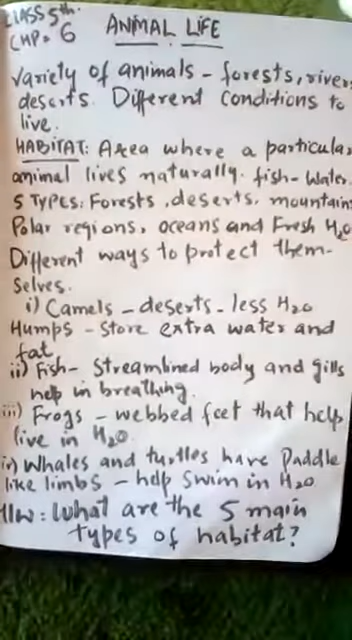 CLASS 5th.
CHP. 6 ANIMAL LIFE
Variety of animals - forests, rivers
deserts. Different conditions to
live.
HABITAT: Area where a particular
animal lives naturally. fish - Water.
5 TYPES: Forests, deserts, mountains
Polar regions, oceans and Fresh H2O
Different ways to protect them-
selves.
i) Camels - deserts - less H2O
Humps - Store extra water and
fat
ii) Fish - Streamlined body and gills
help in breathing.
iii) Frogs - webbed feet that help
live in H2O.
iv) Whales and turtles have Paddle
like limbs - help swim in H2O
HW: What are the 5 main
types of habitat?